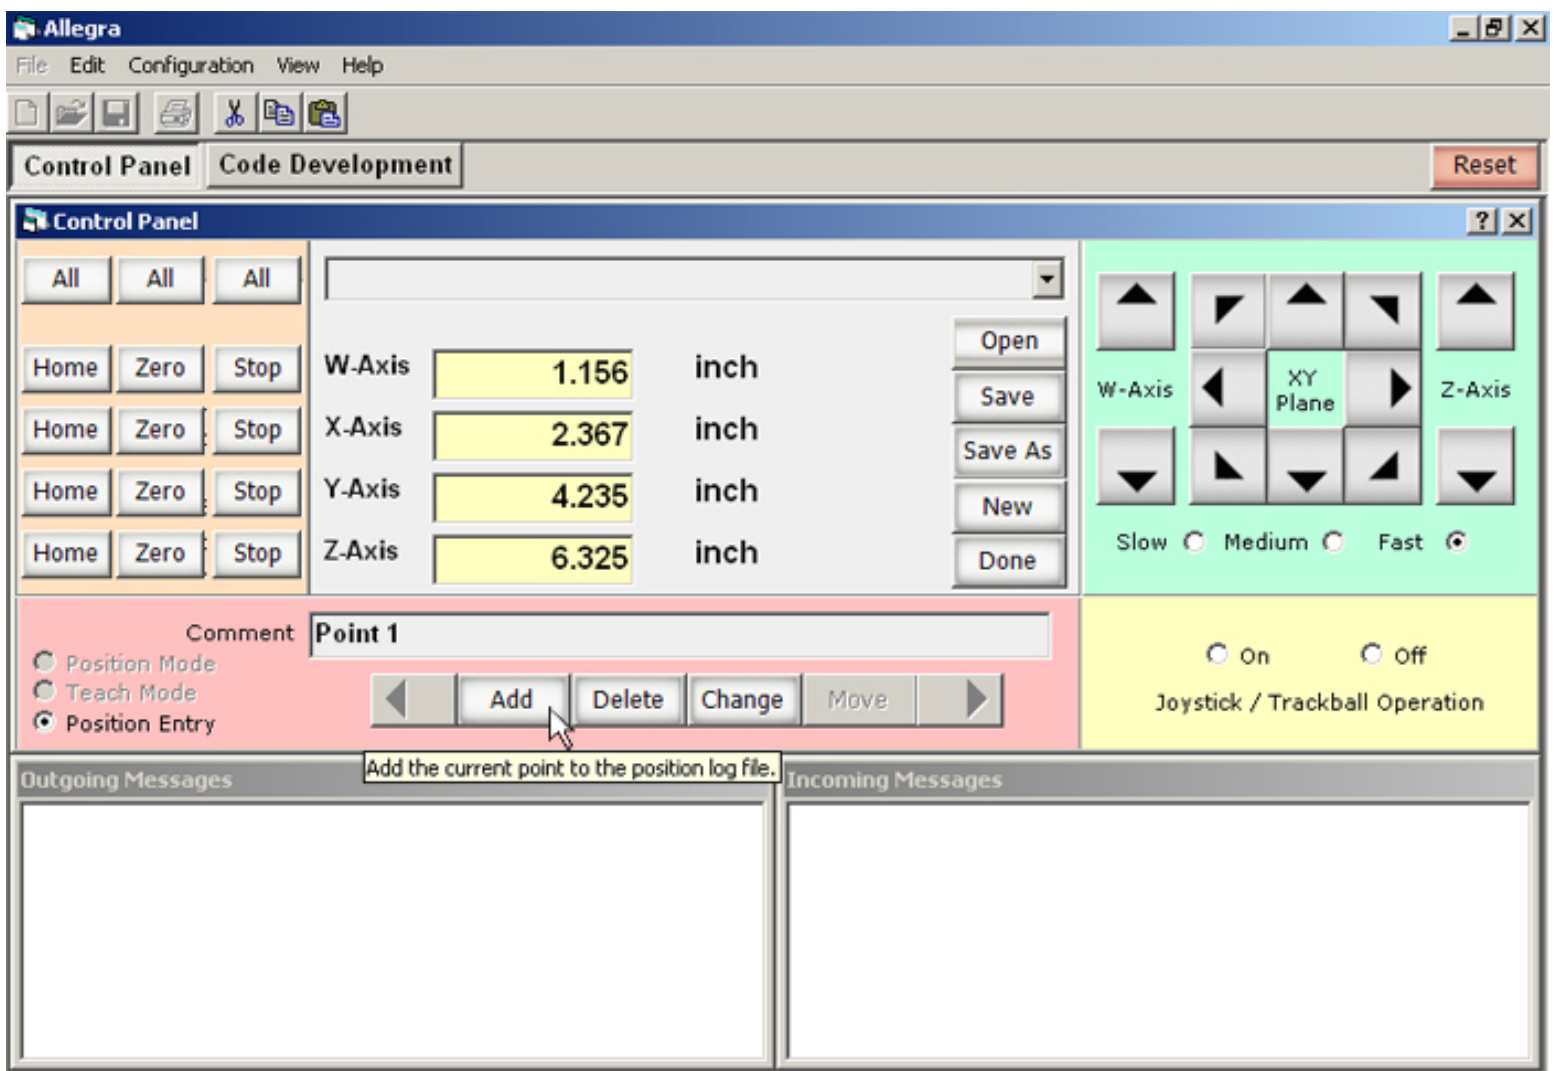 Allegra
File Edit Configuration View Help
Control Panel Code Development Reset
Control Panel
All All All
Home Zero Stop W-Axis 1.156 inch
Home Zero Stop X-Axis 2.367 inch
Home Zero Stop Y-Axis 4.235 inch
Home Zero Stop Z-Axis 6.325 inch
Open
Save
Save As
New
Done
W-Axis XY Plane Z-Axis
Slow Medium Fast
Comment Point 1
Position Mode
Teach Mode
Position Entry
Add Delete Change Move
On Off
Joystick / Trackball Operation
Add the current point to the position log file.
Outgoing Messages Incoming Messages